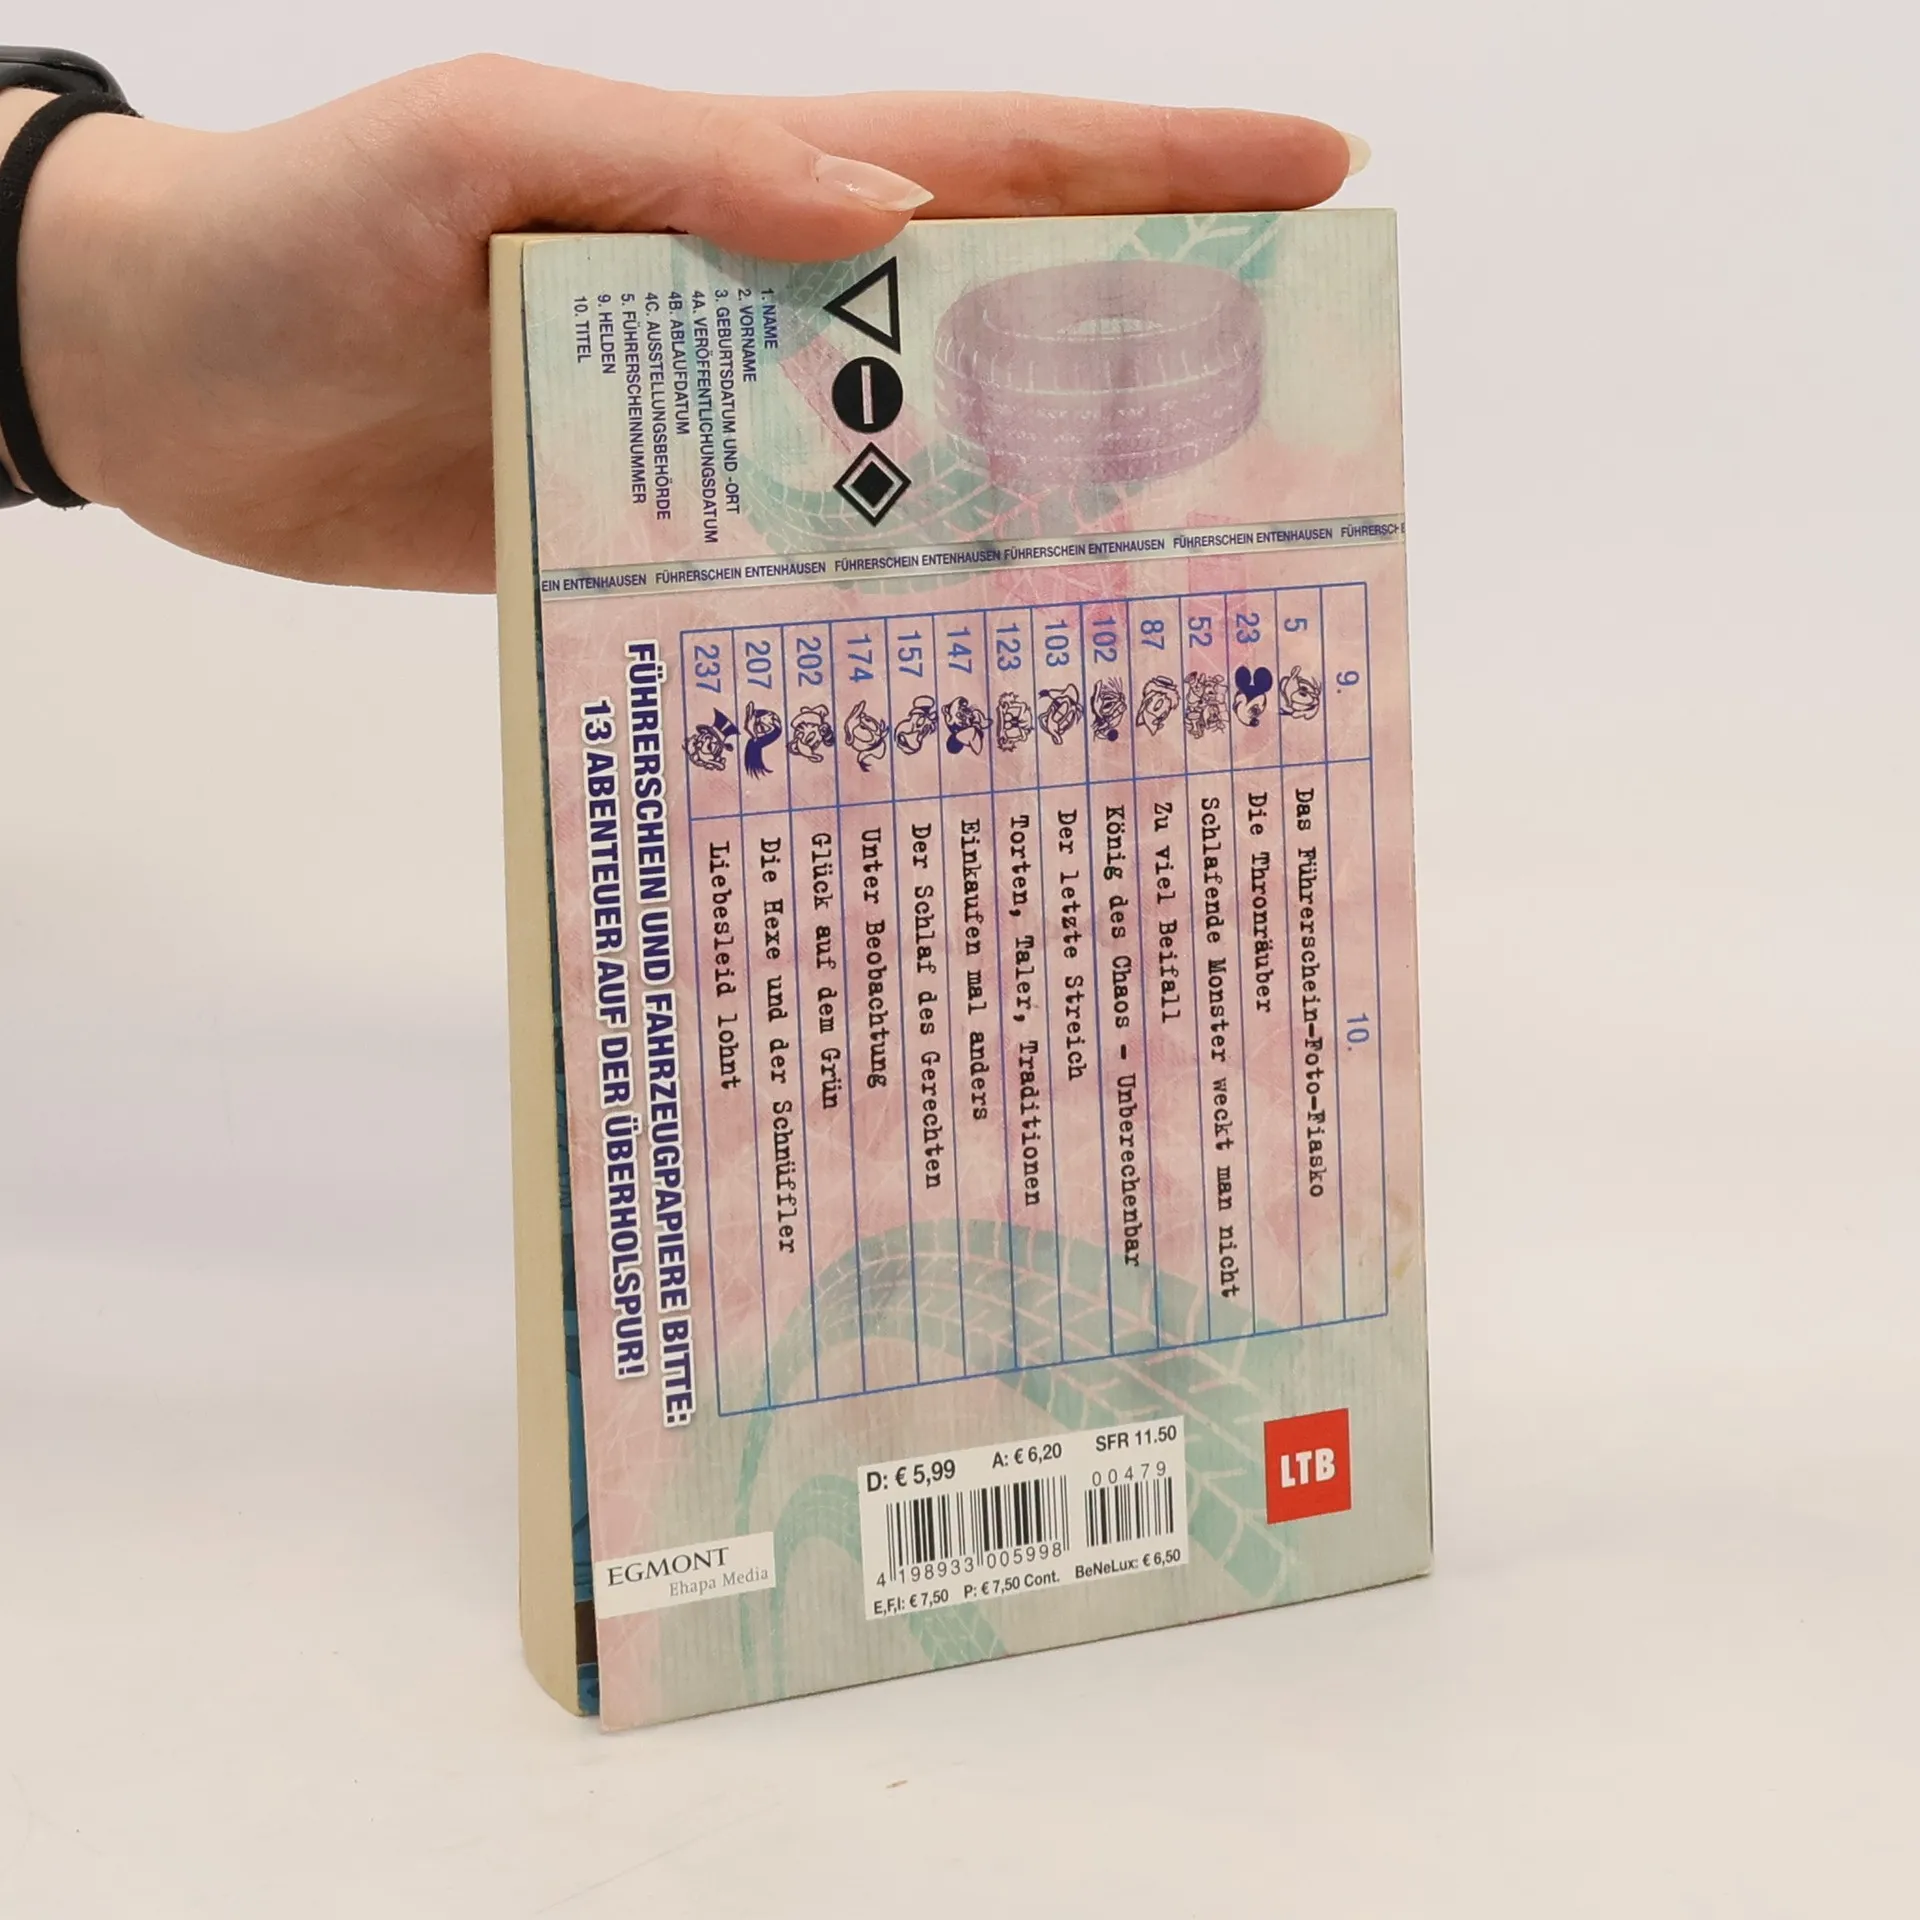 1. NAME
2. VORNAME
3. GEBURTSDATUM UND -ORT
4A. VERÖFFENTLICHUNGSDATUM
4B. ABLAUFDATUM
4C. AUSSTELLUNGSBEHÖRDE
5. FÜHRERSCHEINNUMMER
9. HELDEN
10. TITEL
EIN ENTENHAUSEN FÜHRERSCHEIN ENTENHAUSEN FÜHRERSCHEIN ENTENHAUSEN FÜHRERSCHEIN ENTENHAUSEN FÜHRERSCHEIN ENTENHAUSEN FÜHRERSCHE
9. 10.
5 Das Führerschein-Foto-Fiasko
23 Die Thronräuber
52 Schlafende Monster weckt man nicht
87 Zu viel Beifall
102 König des Chaos - Unberechenbar
103 Der letzte Streich
123 Torten, Taler, Traditionen
147 Einkaufen mal anders
157 Der Schlaf des Gerechten
174 Unter Beobachtung
202 Glück auf dem Grün
207 Die Hexe und der Schnüffler
237 Liebesleid lohnt
FÜHRERSCHEIN UND FAHRZEUGPAPIERE BITTE:
13 ABENTEUER AUF DER ÜBERHOLSPUR!
LTB
D: € 5,99 A: € 6,20 SFR 11.50
00479
4 198933 005998
E,F,I: € 7,50 P: € 7,50 Cont. BeNeLux: € 6,50
EGMONT
Ehapa Media